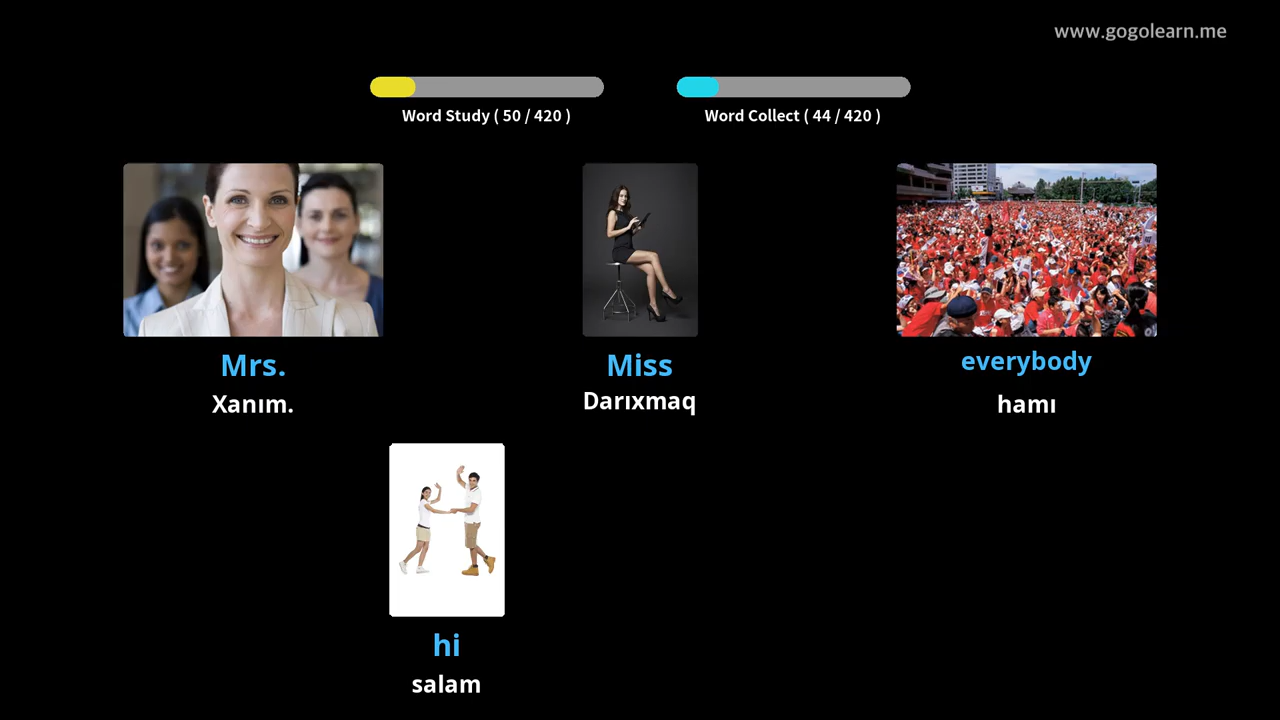 www.gogolearn.me
Word Study ( 50 / 420 )
Word Collect ( 44 / 420 )
Mrs.
Xanım.
Miss
Darıxmaq
everybody
hamı
hi
salam